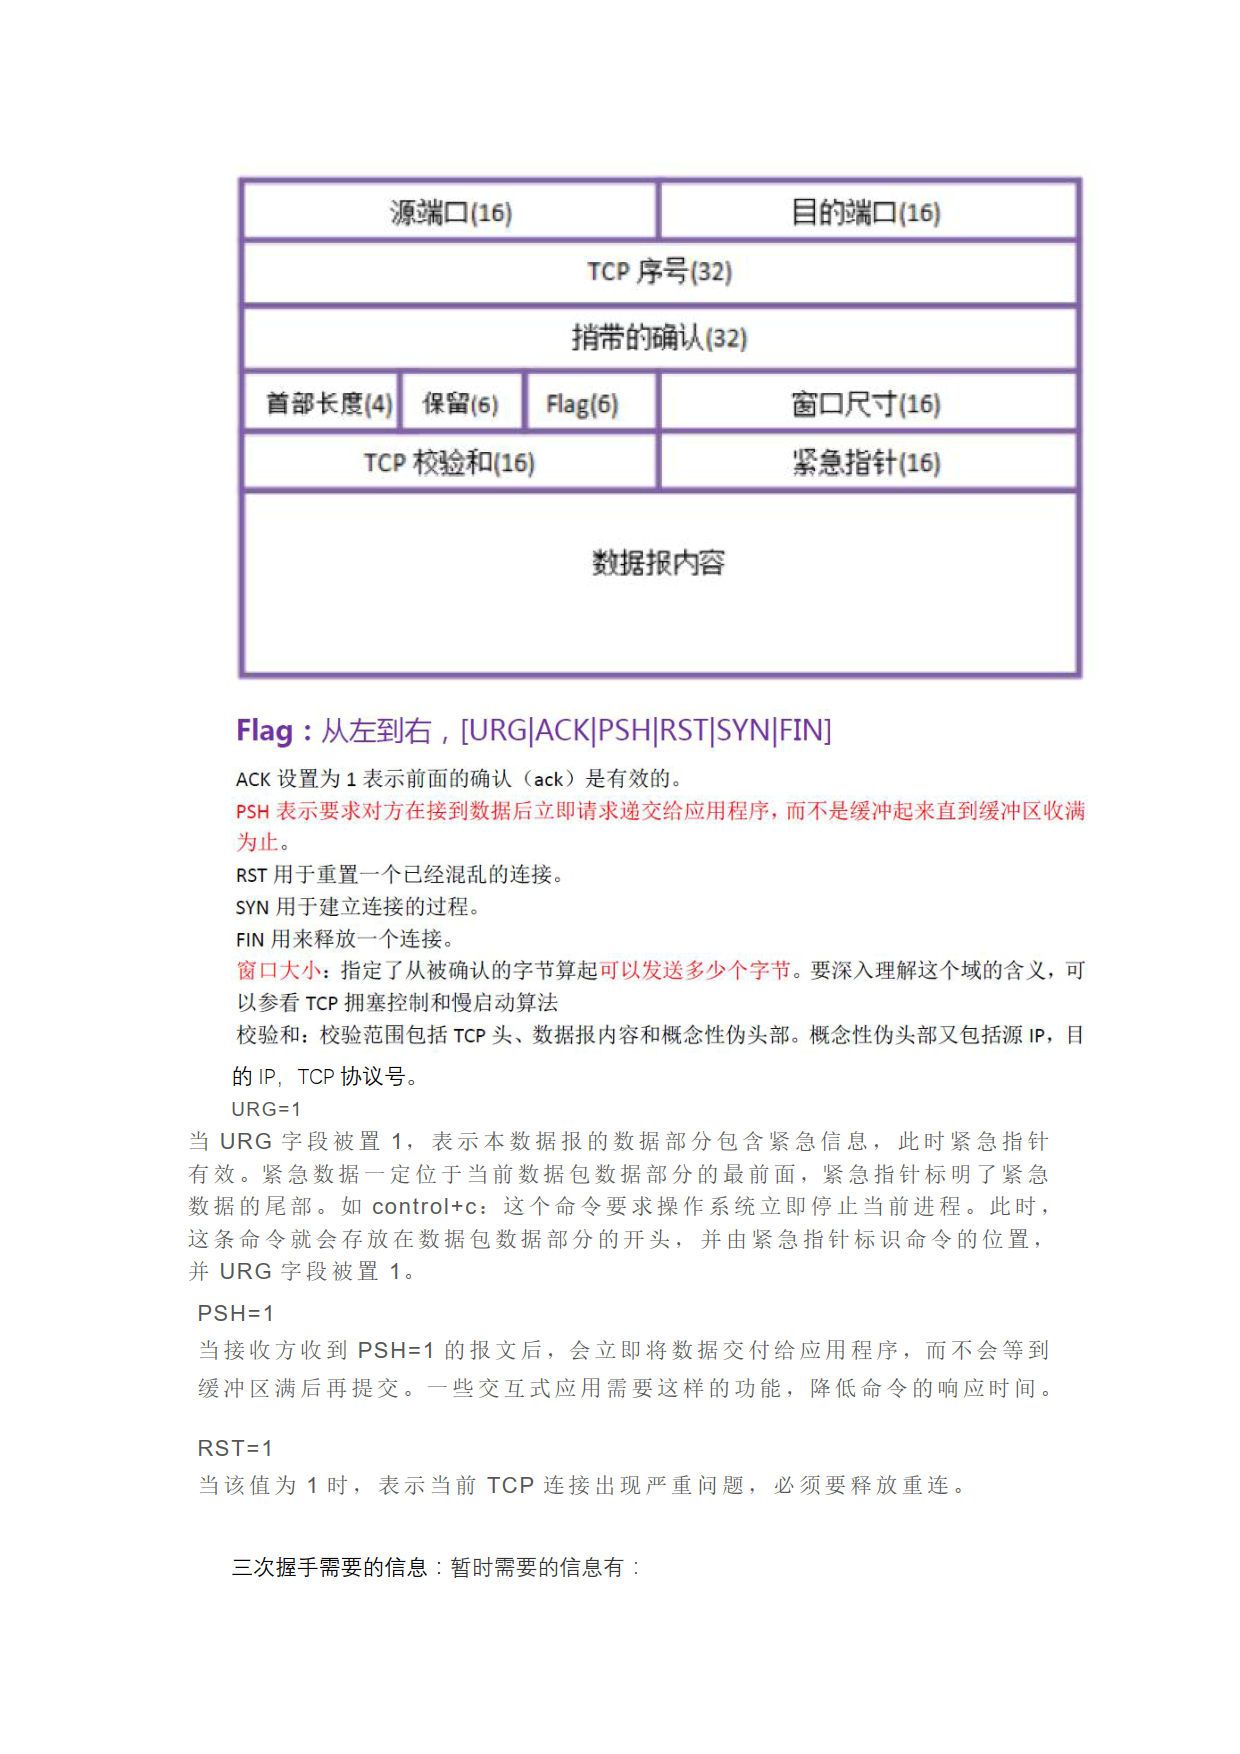 源端口(16) 目的端口(16)
TCP 序号(32)
捎带的确认(32)
首部长度(4) 保留(6) Flag(6) 窗口尺寸(16)
TCP 校验和(16) 紧急指针(16)
数据报内容
Flag：从左到右，[URG|ACK|PSH|RST|SYN|FIN]
ACK 设置为 1 表示前面的确认（ack）是有效的。
PSH 表示要求对方在接到数据后立即请求递交给应用程序，而不是缓冲起来直到缓冲区收满
为止。
RST 用于重置一个已经混乱的连接。
SYN 用于建立连接的过程。
FIN 用来释放一个连接。
窗口大小：指定了从被确认的字节算起可以发送多少个字节。要深入理解这个域的含义，可
以参看 TCP 拥塞控制和慢启动算法
校验和：校验范围包括 TCP 头、数据报内容和概念性伪头部。概念性伪头部又包括源 IP，目
的 IP，TCP 协议号。
URG=1
当 URG 字段被置 1，表示本数据报的数据部分包含紧急信息，此时紧急指针
有效。紧急数据一定位于当前数据包数据部分的最前面，紧急指针标明了紧急
数据的尾部。如 control+c：这个命令要求操作系统立即停止当前进程。此时，
这条命令就会存放在数据包数据部分的开头，并由紧急指针标识命令的位置，
并 URG 字段被置 1。
PSH=1
当接收方收到 PSH=1 的报文后，会立即将数据交付给应用程序，而不会等到
缓冲区满后再提交。一些交互式应用需要这样的功能，降低命令的响应时间。
RST=1
当该值为 1 时，表示当前 TCP 连接出现严重问题，必须要释放重连。
三次握手需要的信息：暂时需要的信息有：